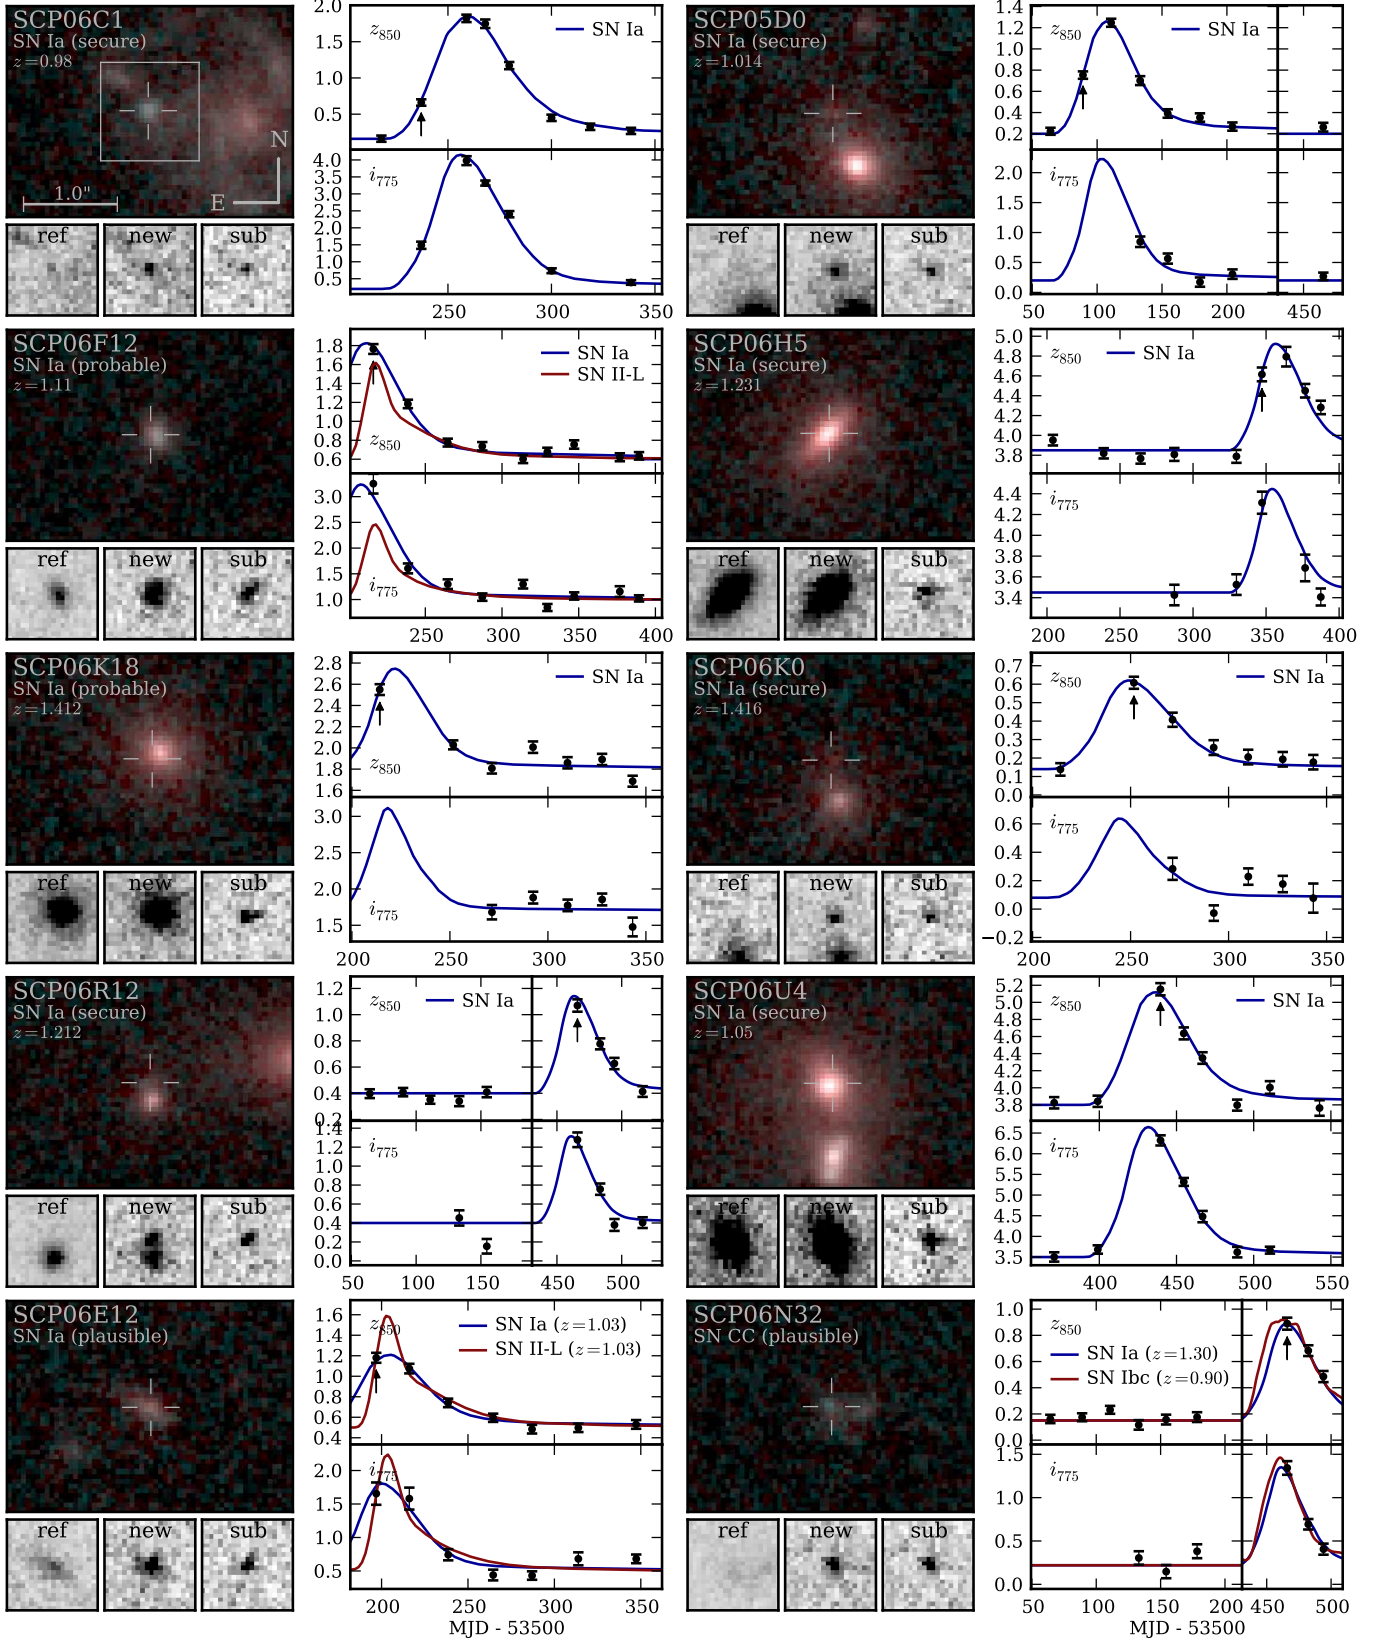 SCP06C1
SN Ia (secure)
z=0.98
N
E
1.0"
ref new sub
z850
SN Ia
2.0
1.5
1.0
0.5
i775
4.0
3.5
3.0
2.5
2.0
1.5
1.0
0.5
250 300 350
SCP05D0
SN Ia (secure)
z=1.014
ref new sub
z850
SN Ia
1.4
1.2
1.0
0.8
0.6
0.4
0.2
i775
2.0
1.5
1.0
0.5
0.0
50 100 150 200 450
SCP06F12
SN Ia (probable)
z=1.11
ref new sub
SN Ia
SN II-L
z850
1.8
1.6
1.4
1.2
1.0
0.8
0.6
i775
3.0
2.5
2.0
1.5
1.0
250 300 350 400
SCP06H5
SN Ia (secure)
z=1.231
ref new sub
z850
SN Ia
5.0
4.8
4.6
4.4
4.2
4.0
3.8
i775
4.4
4.2
4.0
3.8
3.6
3.4
200 250 300 350 400
SCP06K18
SN Ia (probable)
z=1.412
ref new sub
SN Ia
z850
2.8
2.6
2.4
2.2
2.0
1.8
1.6
i775
3.0
2.5
2.0
1.5
200 250 300 350
SCP06K0
SN Ia (secure)
z=1.416
ref new sub
z850
SN Ia
0.7
0.6
0.5
0.4
0.3
0.2
0.1
0.0
i775
0.6
0.4
0.2
0.0
−0.2
200 250 300 350
SCP06R12
SN Ia (secure)
z=1.212
ref new sub
z850
SN Ia
1.2
1.0
0.8
0.6
0.4
0.2
i775
1.4
1.2
1.0
0.8
0.6
0.4
0.2
0.0
50 100 150 450 500
SCP06U4
SN Ia (secure)
z=1.05
ref new sub
z850
SN Ia
5.2
5.0
4.8
4.6
4.4
4.2
4.0
3.8
i775
6.5
6.0
5.5
5.0
4.5
4.0
3.5
400 450 500 550
SCP06E12
SN Ia (plausible)
ref new sub
z850
SN Ia (z=1.03)
SN II-L (z=1.03)
1.6
1.4
1.2
1.0
0.8
0.6
0.4
i775
2.0
1.5
1.0
0.5
200 250 300 350
MJD - 53500
SCP06N32
SN CC (plausible)
ref new sub
z850
SN Ia (z=1.30)
SN Ibc (z=0.90)
1.0
0.8
0.6
0.4
0.2
0.0
i775
1.5
1.0
0.5
0.0
50 100 150 200 450 500
MJD - 53500